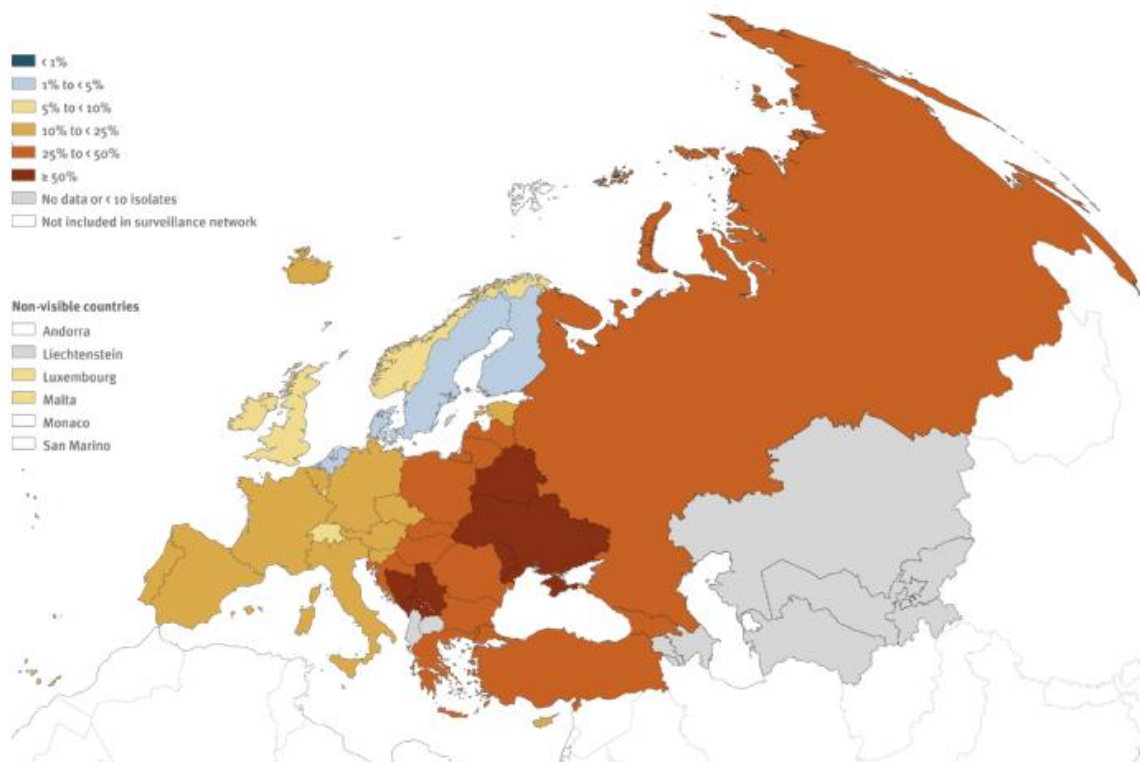 < 1%
1% to < 5%
5% to < 10%
10% to < 25%
25% to < 50%
≥ 50%
No data or < 10 isolates
Not included in surveillance network
Non-visible countries
Andorra
Liechtenstein
Luxembourg
Malta
Monaco
San Marino